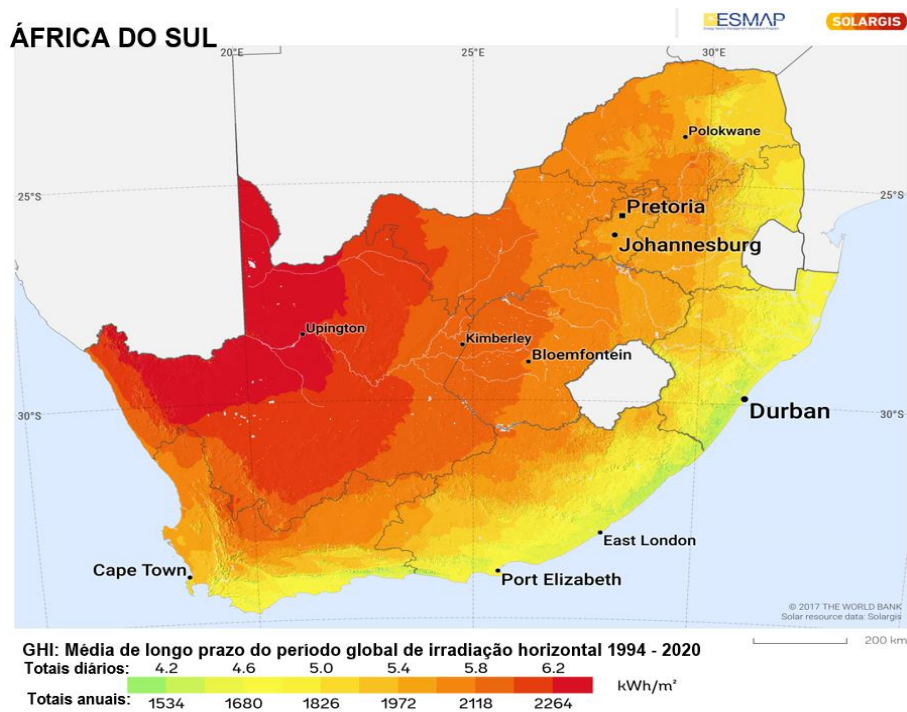 ESMAP
SOLARGIS
ÁFRICA DO SUL
20°E
25°E
30°E
Polokwane
25°S
25°S
Pretoria
Johannesburg
Upington
Kimberley
Bloemfontein
30°S
30°S
Durban
East London
Cape Town
Port Elizabeth
© 2017 THE WORLD BANK
Solar resource data: Solargis
200 km
GHI: Média de longo prazo do período global de irradiação horizontal 1994 - 2020
Totais diários: 4.2 4.6 5.0 5.4 5.8 6.2
kWh/m²
Totais anuais: 1534 1680 1826 1972 2118 2264